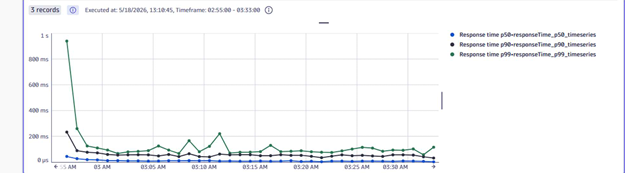 3 records Executed at: 5/18/2026, 13:10:45, Timeframe: 02:55:00 - 03:33:00
1 s
800 ms
600 ms
400 ms
200 ms
0 µs
03 AM 03:05 AM 03:10 AM 03:15 AM 03:20 AM 03:25 AM 03:30 AM
Response time p50=responseTime_p50_timeseries
Response time p90=responseTime_p90_timeseries
Response time p99=responseTime_p99_timeseries